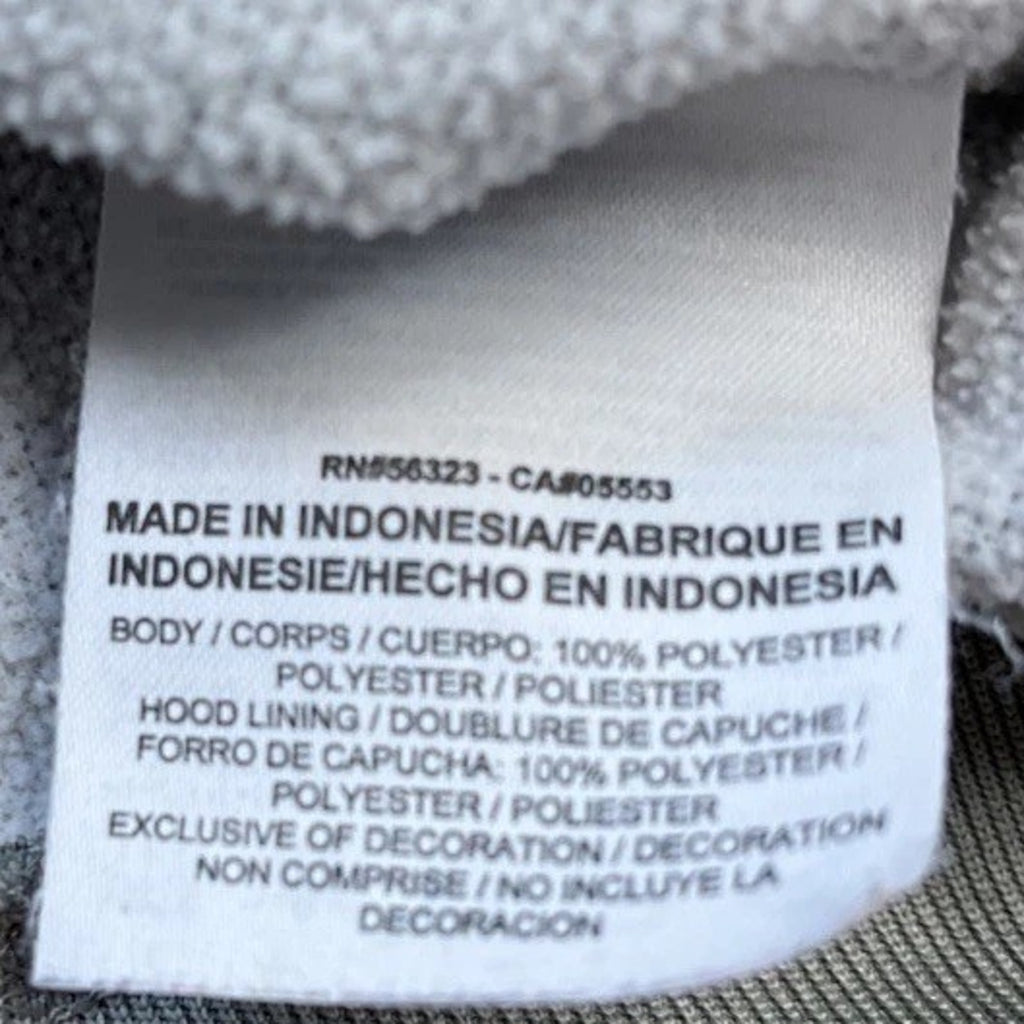 RN#56323 - CA#05553
MADE IN INDONESIA/FABRIQUE EN
INDONESIE/HECHO EN INDONESIA
BODY / CORPS / CUERPO: 100% POLYESTER /
POLYESTER / POLIESTER
HOOD LINING / DOUBLURE DE CAPUCHE /
FORRO DE CAPUCHA: 100% POLYESTER /
POLYESTER / POLIESTER
EXCLUSIVE OF DECORATION / DECORATION
NON COMPRISE / NO INCLUYE LA
DECORACION